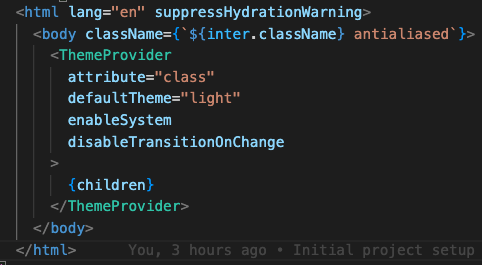 <html lang="en" suppressHydrationWarning>
<body className={`${inter.className} antialiased`}>
<ThemeProvider
attribute="class"
defaultTheme="light"
enableSystem
disableTransitionOnChange
>
{children}
</ThemeProvider>
</body>
</html> You, 3 hours ago • Initial project setup